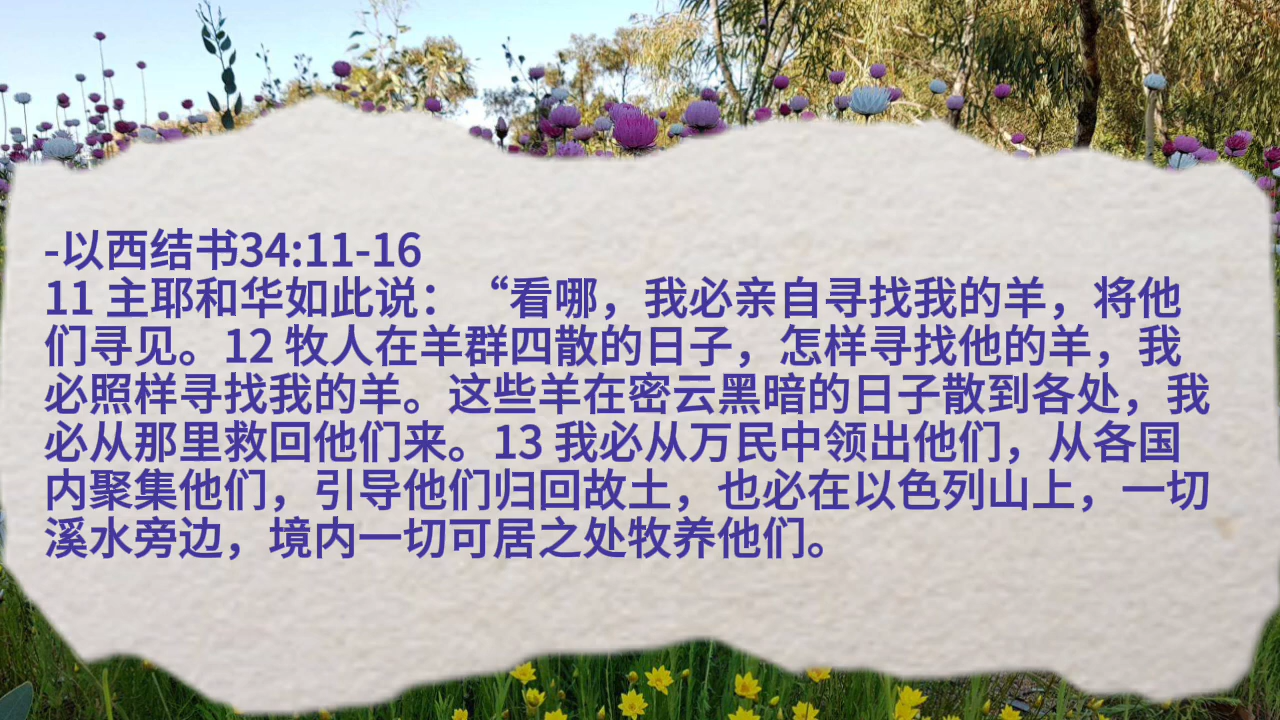 -以西结书34:11-16
11 主耶和华如此说：“看哪，我必亲自寻找我的羊，将他
们寻见。12 牧人在羊群四散的日子，怎样寻找他的羊，我
必照样寻找我的羊。这些羊在密云黑暗的日子散到各处，我
必从那里救回他们来。13 我必从万民中领出他们，从各国
内聚集他们，引导他们归回故土，也必在以色列山上，一切
溪水旁边，境内一切可居之处牧养他们。